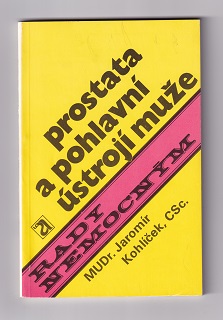 prostata
a pohlavní
ústrojí muže
RADY
NEMOCNÝM
MUDr. Jaromír
Kohlíček, CSc.